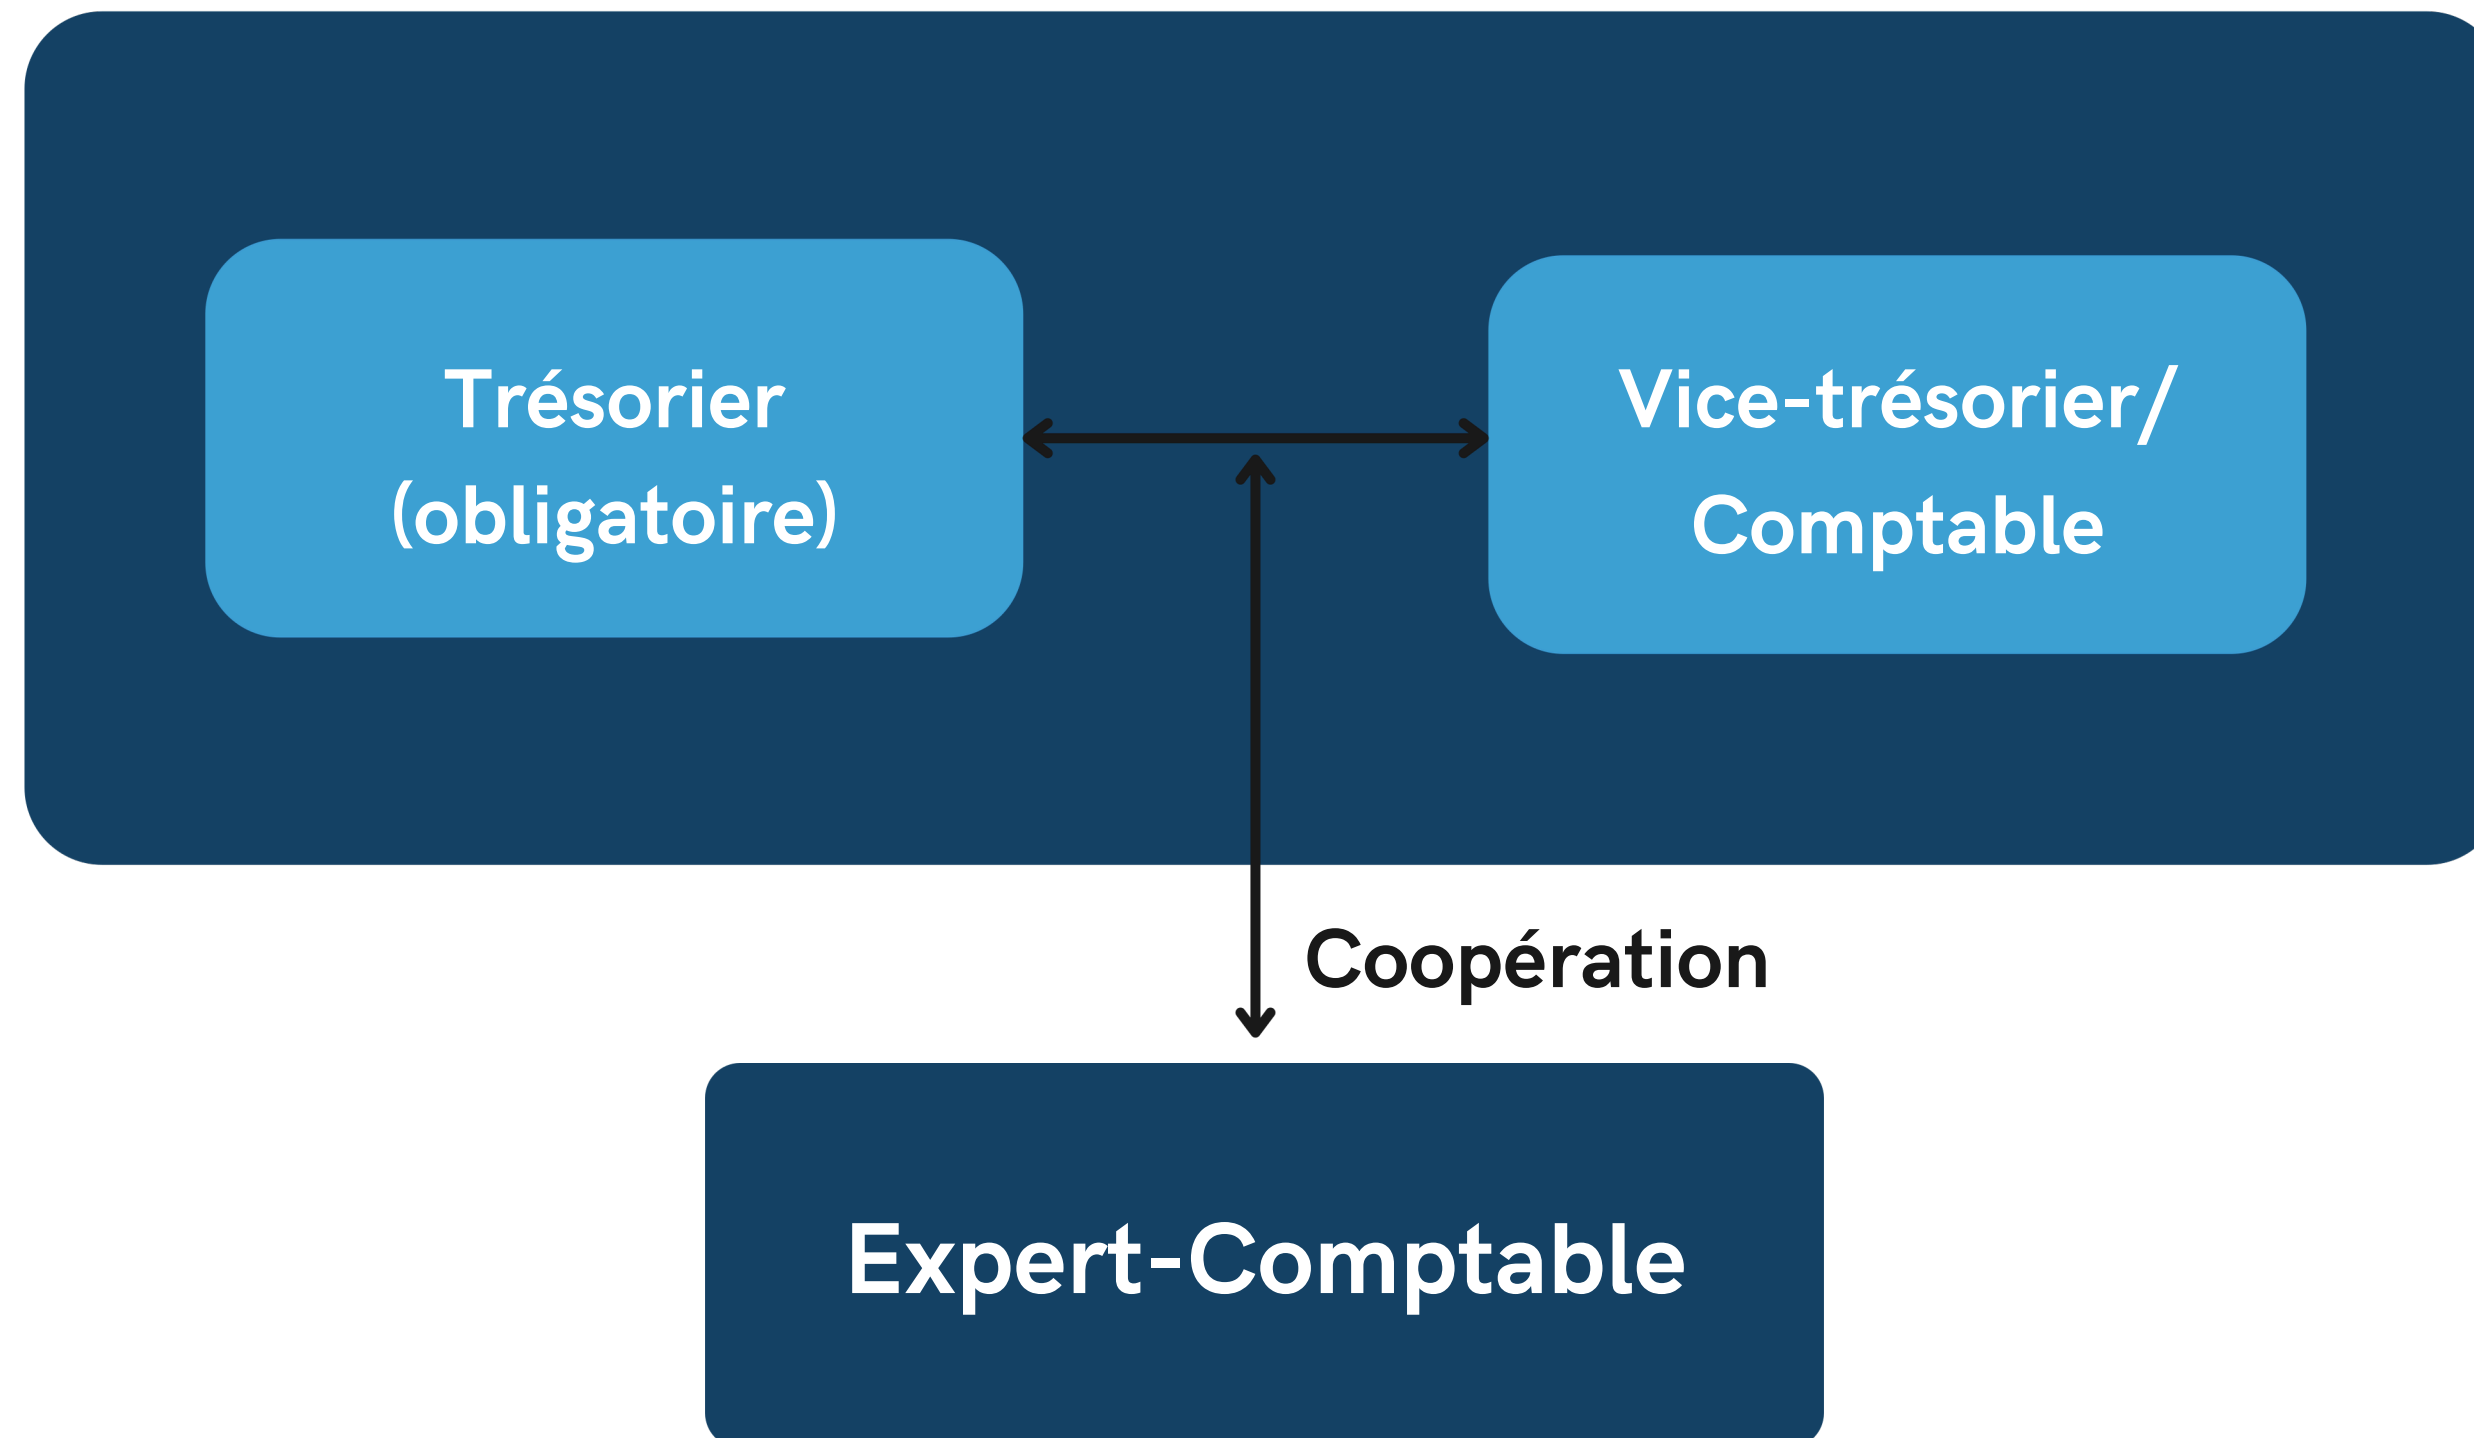 Trésorier
(obligatoire)
Vice-trésorier/
Comptable
Coopération
Expert-Comptable